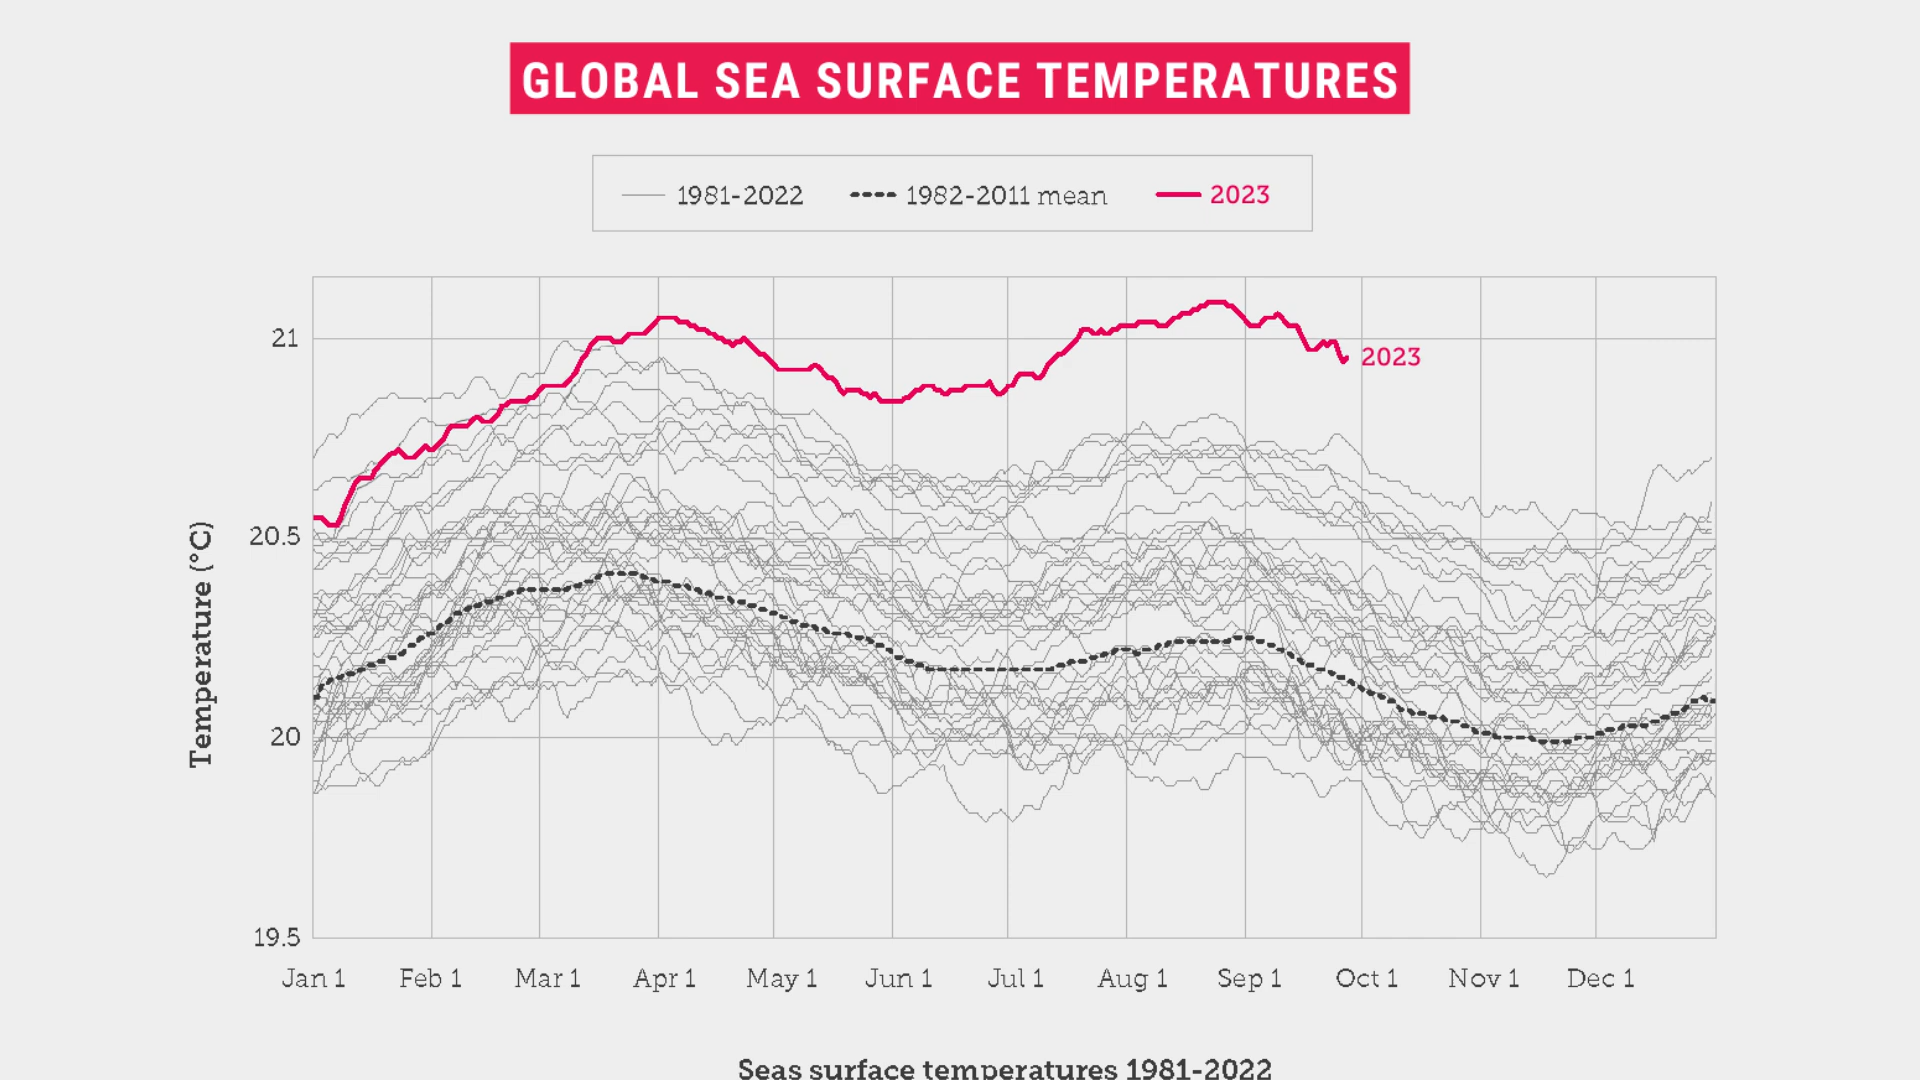 GLOBAL SEA SURFACE TEMPERATURES
1981-2022 1982-2011 mean 2023
21
2023
20.5
Temperature (°C)
20
19.5
Jan 1 Feb 1 Mar 1 Apr 1 May 1 Jun 1 Jul 1 Aug 1 Sep 1 Oct 1 Nov 1 Dec 1
Seas surface temperatures 1981-2022